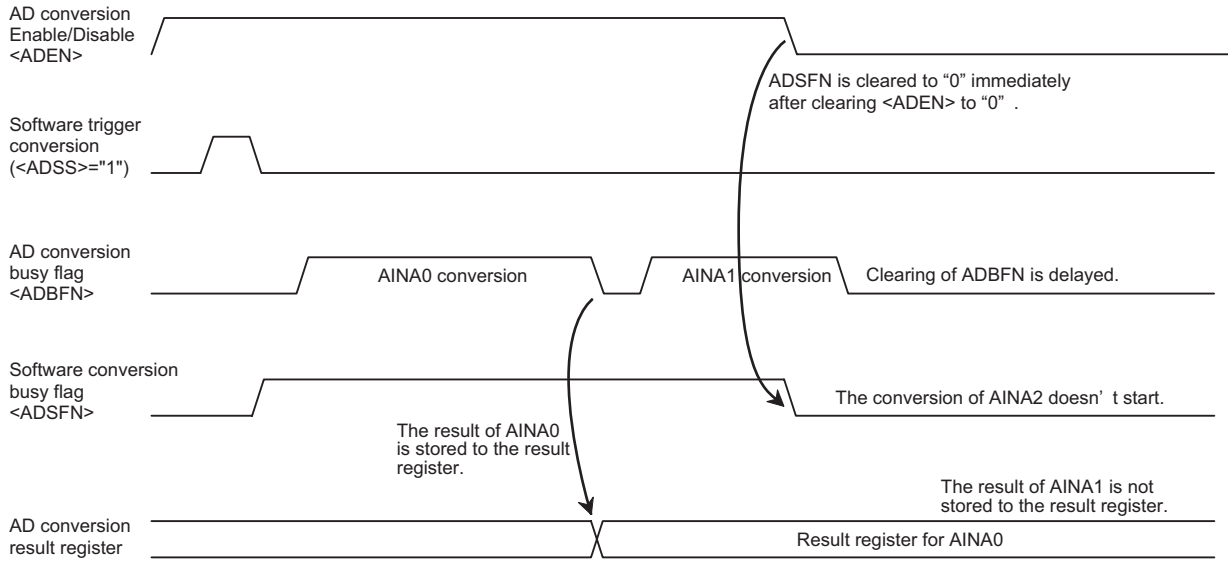 AD conversion
Enable/Disable
<ADEN>
ADSFN is cleared to “0” immediately
after clearing <ADEN> to “0” .
Software trigger
conversion
(<ADSS>="1")
AD conversion
busy flag
<ADBFN>
AINA0 conversion
AINA1 conversion
Clearing of ADBFN is delayed.
Software conversion
busy flag
<ADSFN>
The conversion of AINA2 doesn’ t start.
The result of AINA0
is stored to the result
register.
The result of AINA1 is not
stored to the result register.
AD conversion
result register
Result register for AINA0